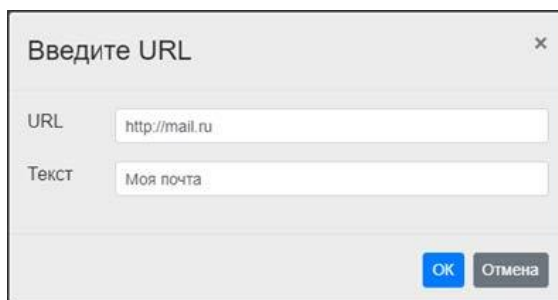 Введите URL
×
URL
http://mail.ru
Текст
Моя почта
OK
Отмена